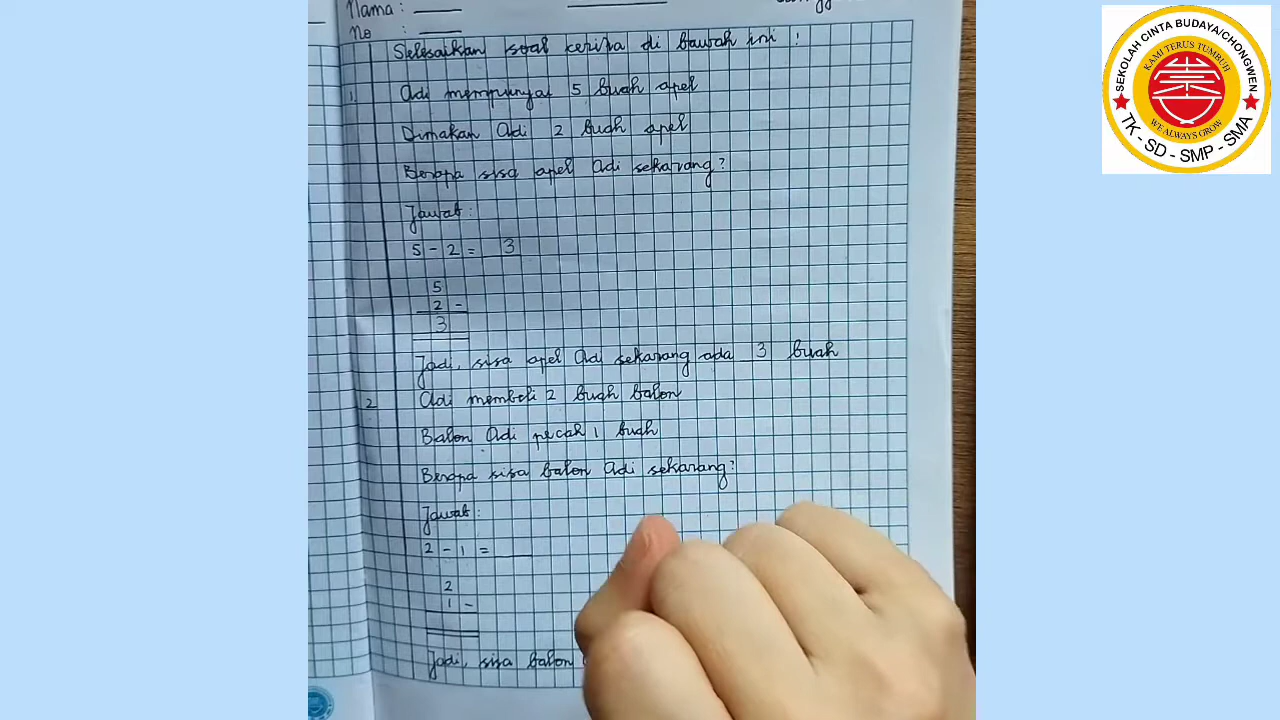 Nama :
No :
Selesaikan soal cerita di bawah ini !
1. Adi mempunyai 5 buah apel
Dimakan Adi 2 buah apel
Berapa sisa apel Adi sekarang?
Jawab :
5 - 2 = 3
5
2 -
3
Jadi, sisa apel Adi sekarang ada 3 buah
2. Adi membeli 2 buah balon
Balon Adi pecah 1 buah
Berapa sisa balon Adi sekarang?
Jawab :
2 - 1 =
2
1 -
Jadi, sisa balon
SEKOLAH CINTA BUDAYA/CHONGWEN
KAMI TERUS TUMBUH
WE ALWAYS GROW
TK - SD - SMP - SMA